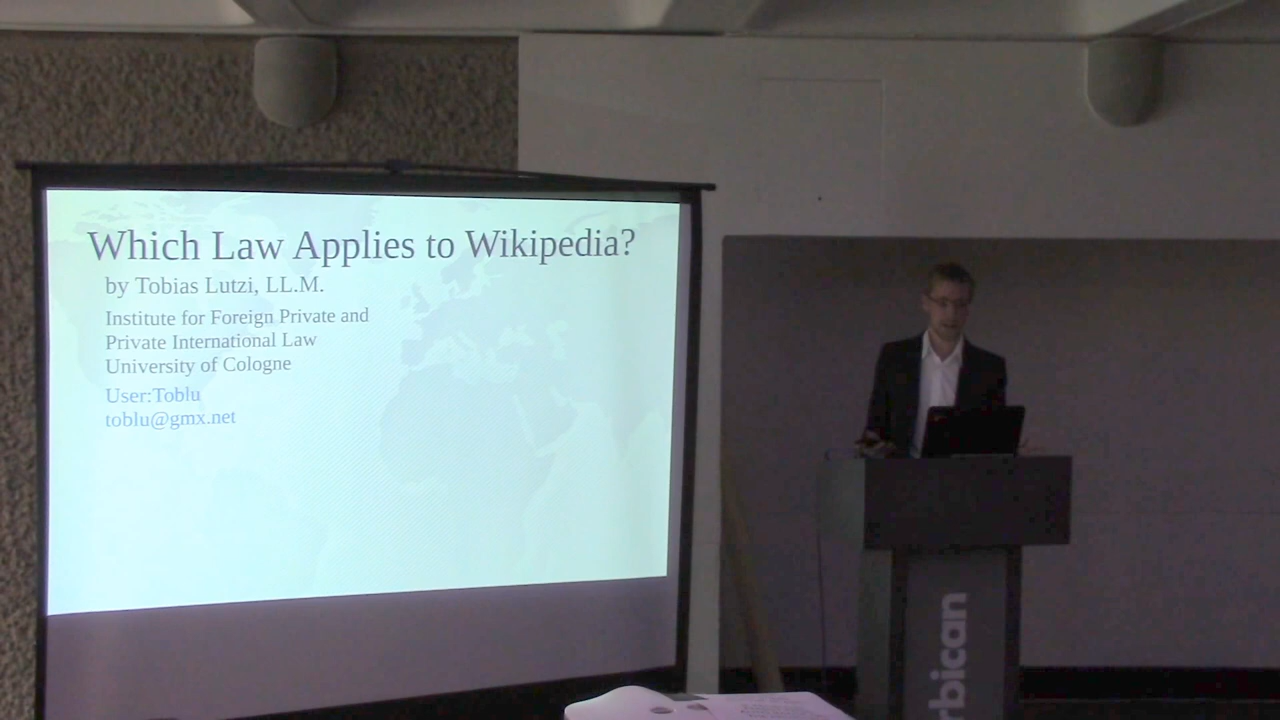 Which Law Applies to Wikipedia?
by Tobias Lutzi, LL.M.
Institute for Foreign Private and
Private International Law
University of Cologne
User:Toblu
toblu@gmx.net
rbican